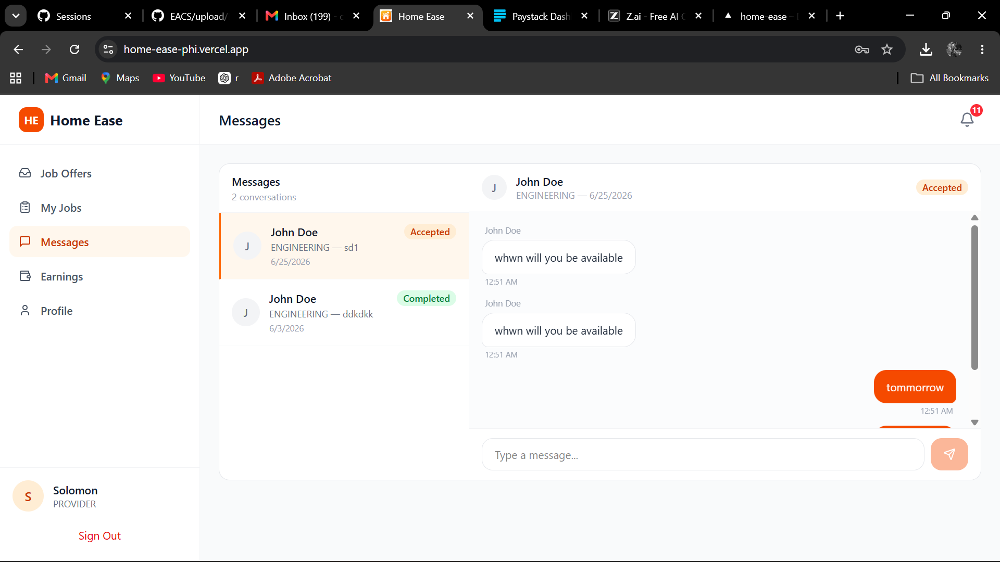 Sessions
EACS/upload/
Inbox (199) -
Home Ease
Paystack Dash
Z.ai - Free AI
home-ease –
home-ease-phi.vercel.app
Gmail
Maps
YouTube
r
Adobe Acrobat
All Bookmarks
HE
Home Ease
Messages
11
Job Offers
My Jobs
Messages
Earnings
Profile
Messages
2 conversations
J
John Doe
Accepted
ENGINEERING — sd1
6/25/2026
J
John Doe
Completed
ENGINEERING — ddkdkk
6/3/2026
J
John Doe
ENGINEERING — 6/25/2026
Accepted
John Doe
whwn will you be available
12:51 AM
John Doe
whwn will you be available
12:51 AM
tommorrow
12:51 AM
Type a message...
S
Solomon
PROVIDER
Sign Out